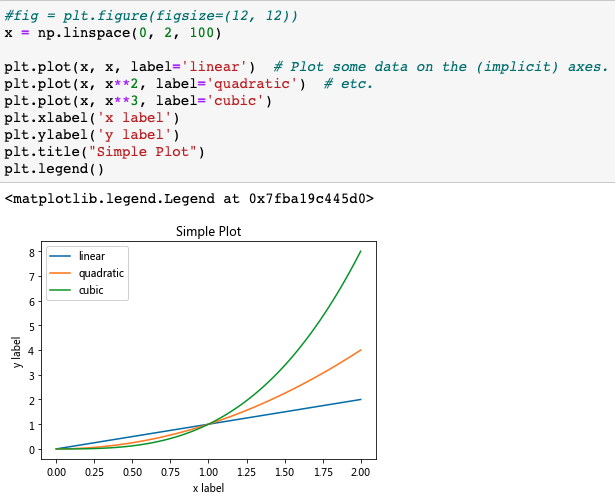 #fig = plt.figure(figsize=(12, 12))
x = np.linspace(0, 2, 100)
plt.plot(x, x, label='linear')  # Plot some data on the (implicit) axes.
plt.plot(x, x**2, label='quadratic')  # etc.
plt.plot(x, x**3, label='cubic')
plt.xlabel('x label')
plt.ylabel('y label')
plt.title("Simple Plot")
plt.legend()
<matplotlib.legend.Legend at 0x7fba19c445d0>
Simple Plot
linear
quadratic
cubic
8
7
6
5
4
3
2
1
0
y label
0.00 0.25 0.50 0.75 1.00 1.25 1.50 1.75 2.00
x label